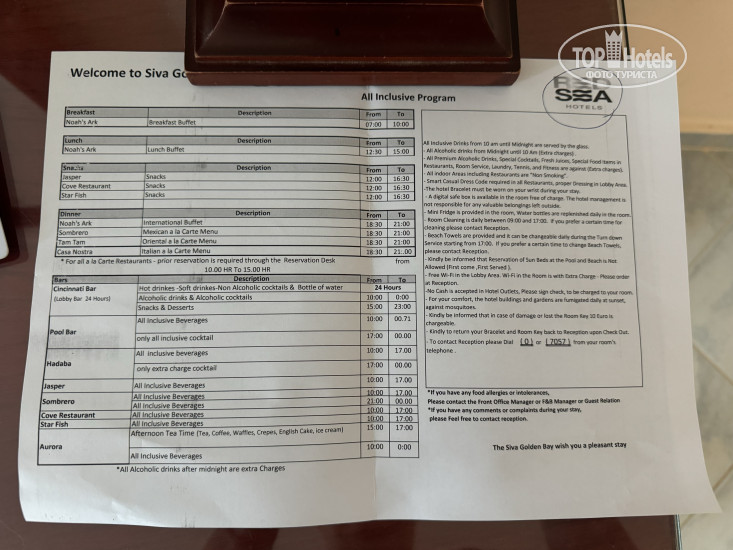 TOPHotels
ФОТО ТУРИСТА
RED
SEA
HOTELS
Welcome to Siva Go
All Inclusive Program
Breakfast Description From To
Noah's Ark Breakfast Buffet 07:00 10:00
Lunch Description From To
Noah's Ark Lunch Buffet 12:30 15:00
Snacks Description From To
Jasper Snacks 12:00 16:30
Cove Restaurant Snacks 12:00 16:30
Star Fish Snacks 12:00 16:30
Dinner Description From To
Noah's Ark International Buffet 18:30 21:00
Sombrero Mexican a la Carte Menu 18:30 21:00
Tam Tam Oriental a la Carte Menu 18:30 21:00
Casa Nostra Italian a la Carte Menu 18:30 21:00
* For all a la Carte Restaurants - prior reservation is required through the Reservation Desk from
10.00 HR To 15.00 HR
Bars Description From To
Cincinnati Bar Hot drinkes -Soft drinkes-Non Alcoholic cocktails & Bottle of water 24 Hours
(Lobby Bar 24 Hours) Alcoholic drinks & Alcoholic cocktails 10:00 0:00
Snacks & Desserts 15:00 23:00
Pool Bar All Inclusive Beverages 10:00 00.71
only all inclusive cocktail 17:00 00.00
Hadaba All inclusive beverages 10:00 17.00
only extra charge cocktail 17:00 00.00
Jasper All Inclusive Beverages 10:00 17.00
Sombrero All Inclusive Beverages 10:00 17.00
All Inclusive Beverages 21:00 00.00
Cove Restaurant All Inclusive Beverages 10:00 17:00
Star Fish All Inclusive Beverages 10:00 17:00
Aurora Afternoon Tea Time (Tea, Coffee, Waffles, Crepes, English Cake, ice cream) 15:00 17:00
All Inclusive Beverages 10:00 0:00
*All Alcoholic drinks after midnight are extra Charges
All Inclusive Drinks from 10 am until Midnight are served by the glass.
- All Alcoholic drinks from Midnight until 10 Am (Extra charges).
- All Premium Alcoholic Drinks, Special Cocktails, Fresh Juices, Special Food Items in
Restaurants, Room Service, Laundry, Tennis, and Fitness are against (Extra charges).
- All indoor Areas including Restaurants are "Non Smoking".
- Smart Casual Dress Code required in all Restaurants, proper Dressing in Lobby Area.
-The hotel Bracelet must be worn on your wrist during your stay.
- A digital safe box is available in the room free of charge. The hotel management is
not responsible for any valuable belongings left outside.
- Mini Fridge is provided in the room, Water bottles are replenished daily in the room.
- Room Cleaning is daily between 09:00 and 17:00. If you prefer a certain time for
cleaning please contact Reception.
- Beach Towels are provided and it can be changeable daily during the Turn down
Service starting from 17:00. If you prefer a certain time to change Beach Towels,
please contact Reception.
- Kindly be informed that Reservation of Sun Beds at the Pool and Beach is Not
Allowed (First come ,First Served ).
- Free Wi-Fi in the Lobby Area. Wi-Fi in the Room is with Extra Charge - Please order
at Reception.
-No Cash is accepted in Hotel Outlets, Please sign check, to be charged to your room.
- For your comfort, the hotel buildings and gardens are fumigated daily at sunset,
against mosquitoes.
- Kindly be informed that in case of damage or lost the Room Key 10 Euro is
chargeable.
- Kindly to return your Bracelet and Room Key back to Reception upon Check Out.
- To contact Reception please Dial ( 0 ) or ( 7057 ) from your room's
telephone .
*If you have any food allergies or intolerances,
Please contact the Front Office Manager or F&B Manager or Guest Relation
*If you have any comments or complaints during your stay,
please Feel free to contact reception.
The Siva Golden Bay wish you a pleasant stay